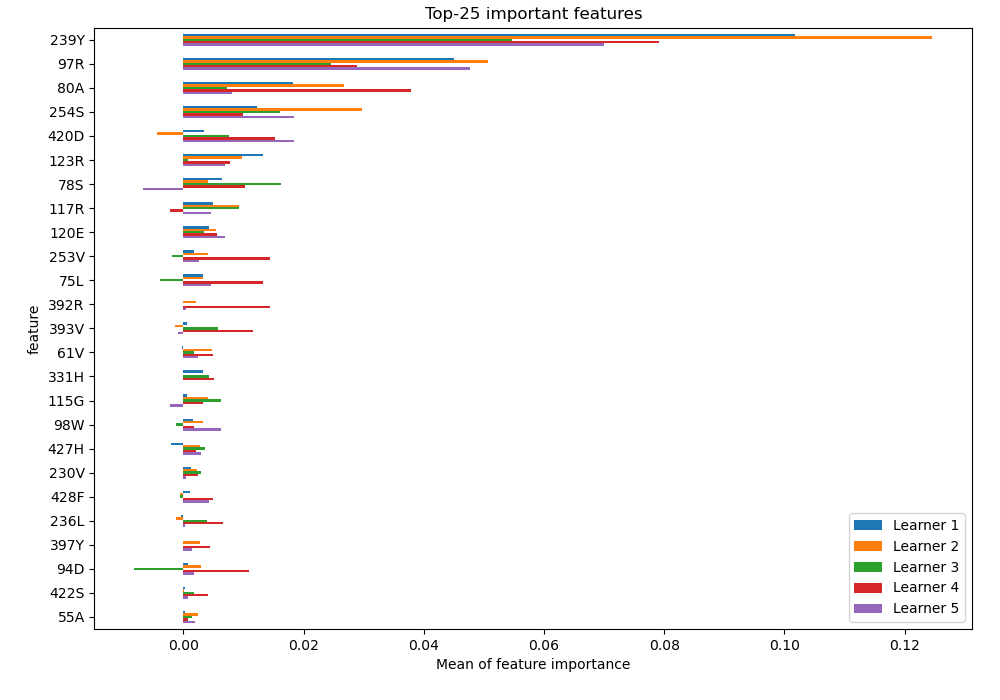 Top-25 important features
239Y
97R
80A
254S
420D
123R
78S
117R
120E
253V
75L
392R
393V
61V
331H
115G
98W
427H
230V
428F
236L
397Y
94D
422S
55A
feature
Learner 1
Learner 2
Learner 3
Learner 4
Learner 5
0.00 0.02 0.04 0.06 0.08 0.10 0.12
Mean of feature importance